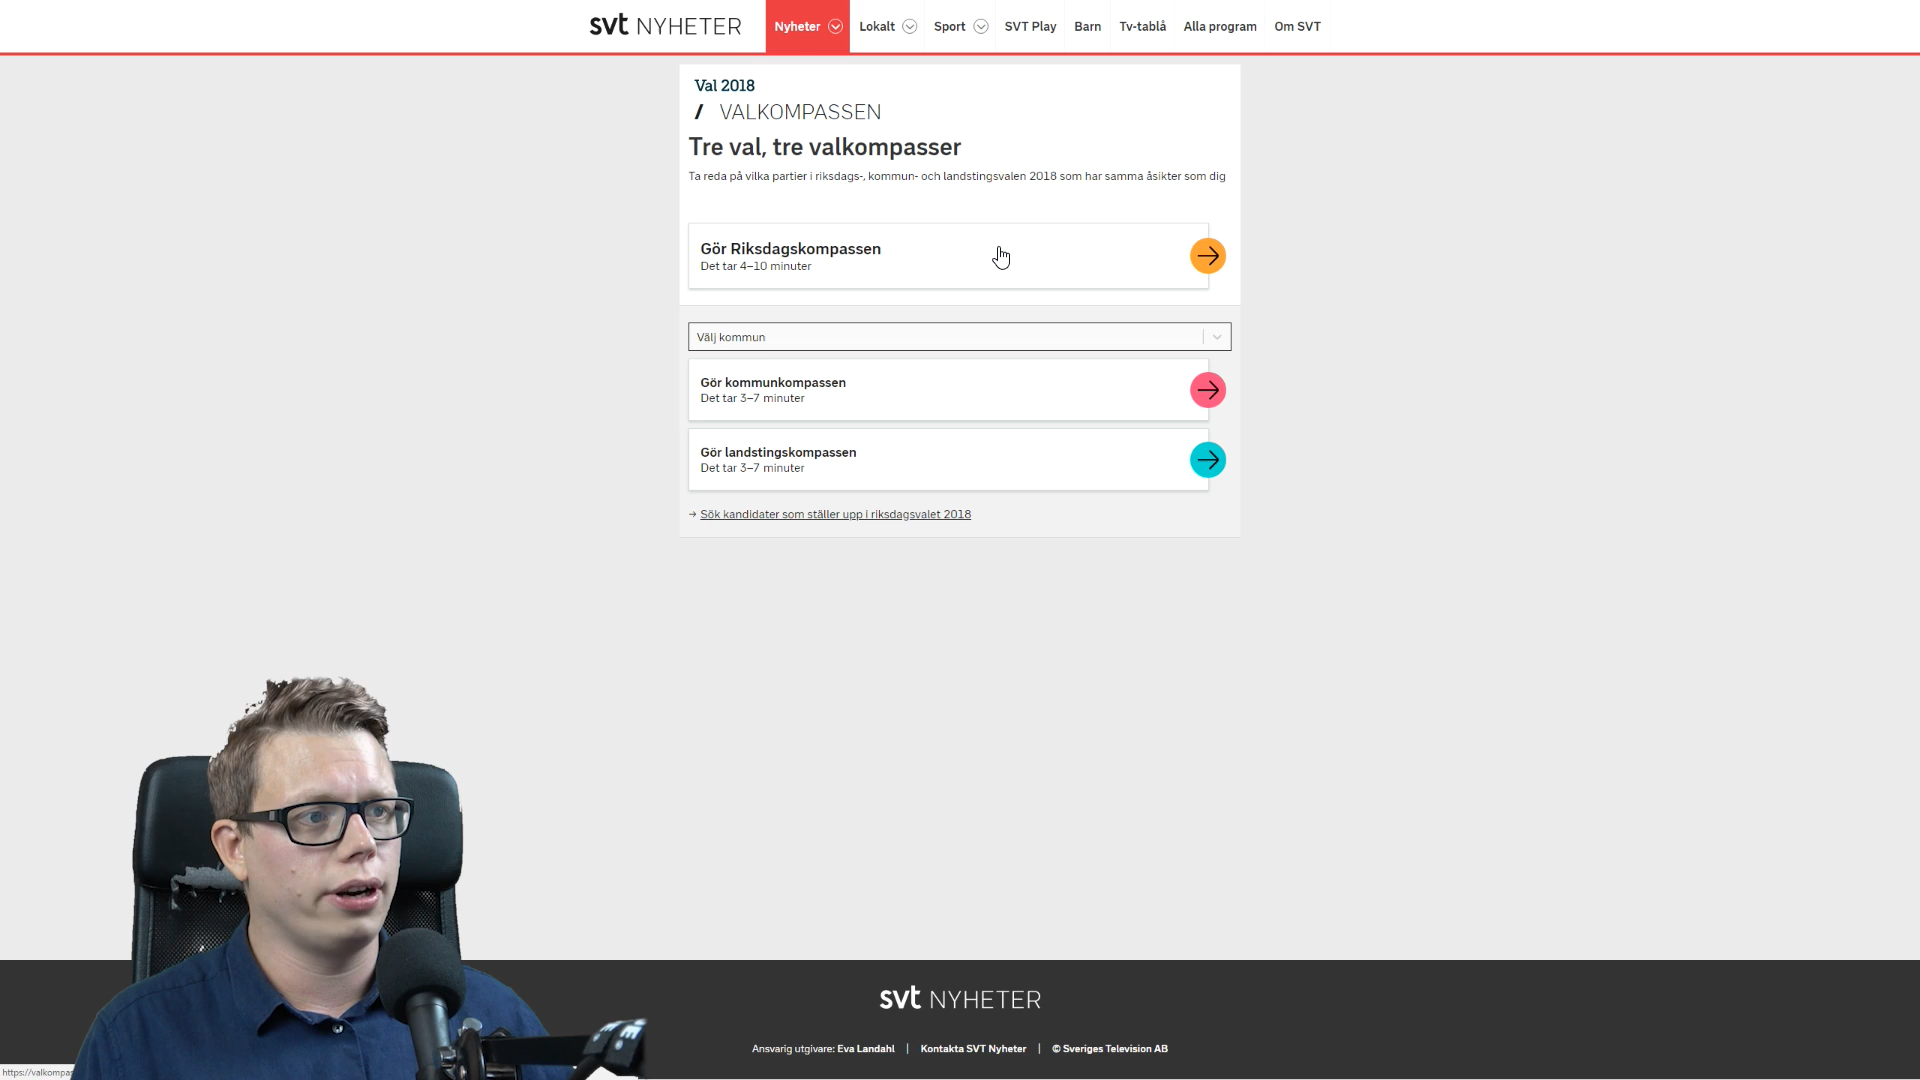 svt NYHETER
Nyheter
Lokalt
Sport
SVT Play
Barn
Tv-tablå
Alla program
Om SVT
Val 2018
/ VALKOMPASSEN
Tre val, tre valkompasser
Ta reda på vilka partier i riksdags-, kommun- och landstingsvalen 2018 som har samma åsikter som dig
Gör Riksdagskompassen
Det tar 4–10 minuter
Välj kommun
Gör kommunkompassen
Det tar 3–7 minuter
Gör landstingskompassen
Det tar 3–7 minuter
→ Sök kandidater som ställer upp i riksdagsvalet 2018
svt NYHETER
Ansvarig utgivare: Eva Landahl | Kontakta SVT Nyheter | © Sveriges Television AB